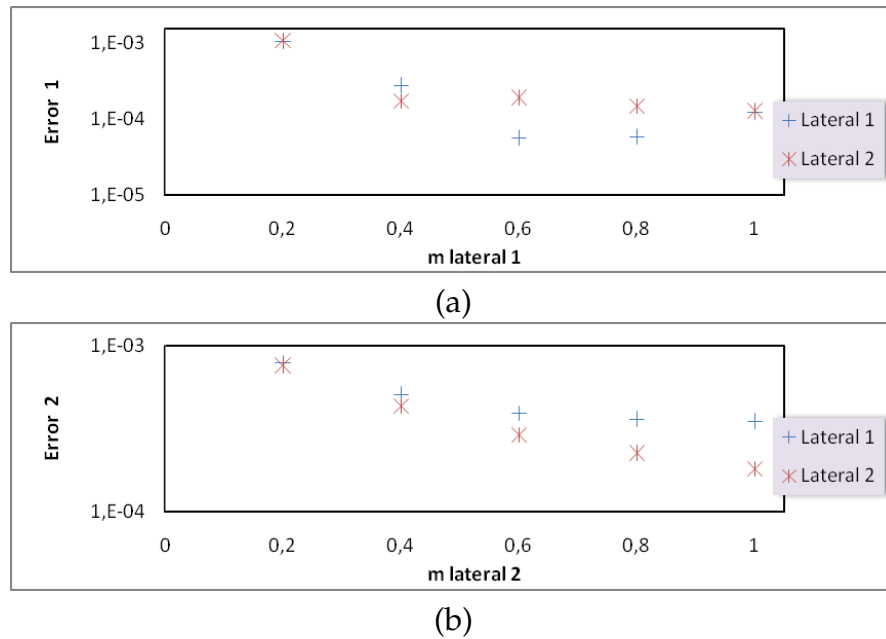 1,E-03
1,E-04
1,E-05
Error 1
0 0,2 0,4 0,6 0,8 1
m lateral 1
Lateral 1
Lateral 2
(a)
1,E-03
1,E-04
Error 2
0 0,2 0,4 0,6 0,8 1
m lateral 2
Lateral 1
Lateral 2
(b)